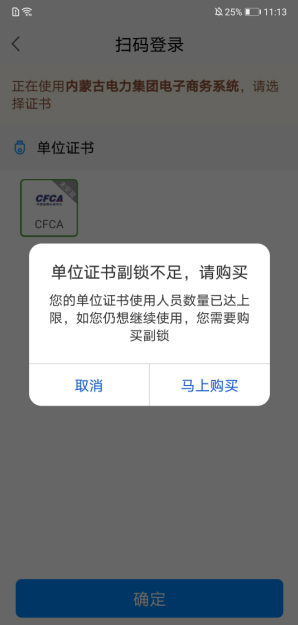 25% 11:13
扫码登录
正在使用内蒙古电力集团电子商务系统，请选
择证书
单位证书
CFCA
CFCA
单位证书副锁不足，请购买
您的单位证书使用人员数量已达上
限，如您仍想继续使用，您需要购
买副锁
取消
马上购买
确定